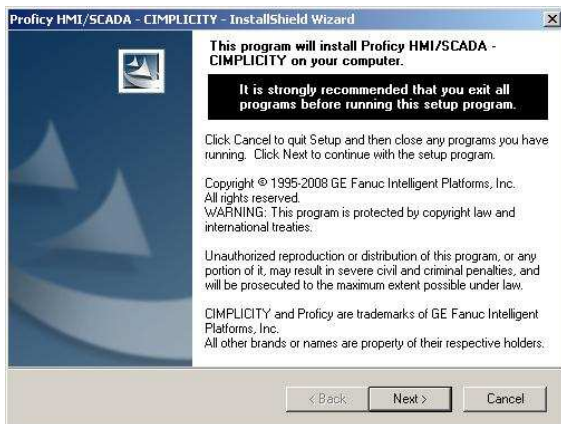 Proficy HMI/SCADA - CIMPLICITY - InstallShield Wizard
This program will install Proficy HMI/SCADA -
CIMPLICITY on your computer.
It is strongly recommended that you exit all
programs before running this setup program.
Click Cancel to quit Setup and then close any programs you have
running. Click Next to continue with the setup program.
Copyright © 1995-2008 GE Fanuc Intelligent Platforms, Inc.
All rights reserved.
WARNING: This program is protected by copyright law and
international treaties.
Unauthorized reproduction or distribution of this program, or any
portion of it, may result in severe civil and criminal penalties, and
will be prosecuted to the maximum extent possible under law.
CIMPLICITY and Proficy are trademarks of GE Fanuc Intelligent
Platforms, Inc.
All other brands or names are property of their respective holders.
< Back Next > Cancel